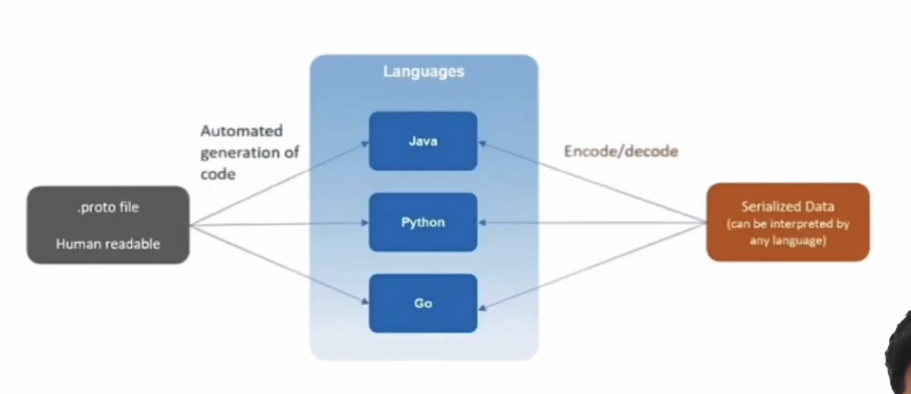 Languages
Automated
generation of
code
Java
Encode/decode
.proto file
Human readable
Python
Serialized Data
(can be interpreted by
any language)
Go